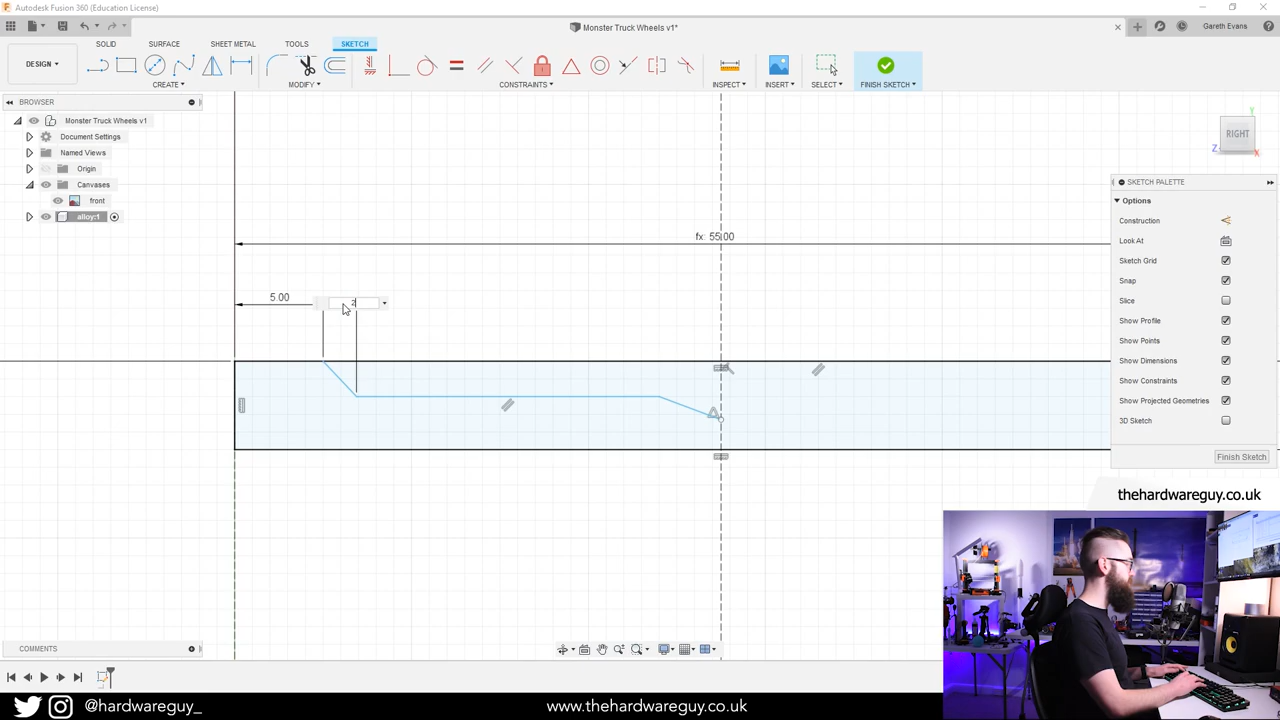 Autodesk Fusion 360 (Education License)
Monster Truck Wheels v1*
Gareth Evans
DESIGN
SOLID
SURFACE
SHEET METAL
TOOLS
SKETCH
CREATE
MODIFY
CONSTRAINTS
INSPECT
INSERT
SELECT
FINISH SKETCH
BROWSER
Monster Truck Wheels v1
Document Settings
Named Views
Origin
Canvases
front
alloy:1
fx: 55.00
5.00
2
Y
RIGHT
Z
X
SKETCH PALETTE
Options
Construction
Look At
Sketch Grid
Snap
Slice
Show Profile
Show Points
Show Dimensions
Show Constraints
Show Projected Geometries
3D Sketch
Finish Sketch
thehardwareguy.co.uk
COMMENTS
@hardwareguy_
www.thehardwareguy.co.uk
/thehardwareguy